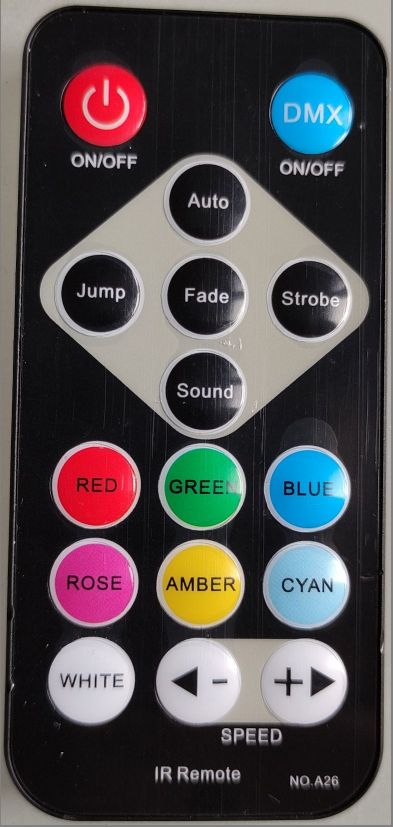 DMX
ON/OFF ON/OFF
Auto
Jump Fade Strobe
Sound
RED GREEN BLUE
ROSE AMBER CYAN
WHITE ◀ - + ▶
SPEED
IR Remote NO.A26